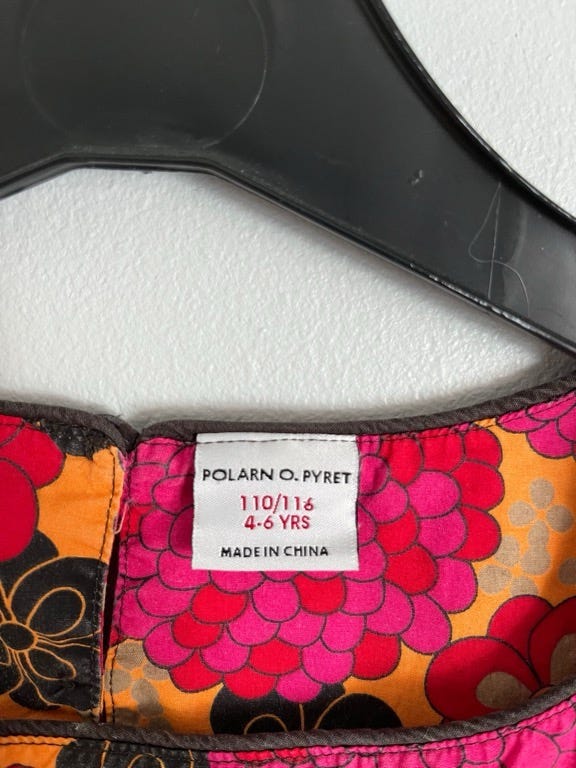 POLARN O. PYRET
110/116
4-6 YRS
MADE IN CHINA